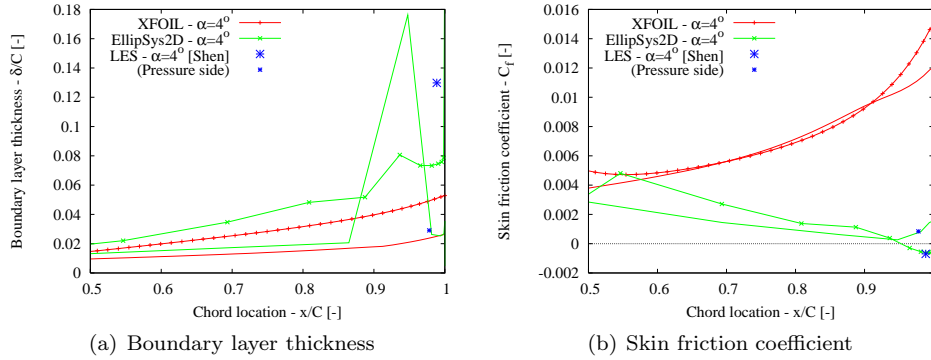 Boundary layer thickness - δ/C [-]
0.18
0.16
0.14
0.12
0.1
0.08
0.06
0.04
0.02
0
0.5
0.6
0.7
0.8
0.9
1
Chord location - x/C [-]
XFOIL - α=4°
EllipSys2D - α=4°
LES - α=4° [Shen]
(Pressure side)
(a) Boundary layer thickness
Skin friction coefficient - Cf [-]
0.016
0.014
0.012
0.01
0.008
0.006
0.004
0.002
0
-0.002
0.5
0.6
0.7
0.8
0.9
1
Chord location - x/C [-]
XFOIL - α=4°
EllipSys2D - α=4°
LES - α=4° [Shen]
(Pressure side)
(b) Skin friction coefficient